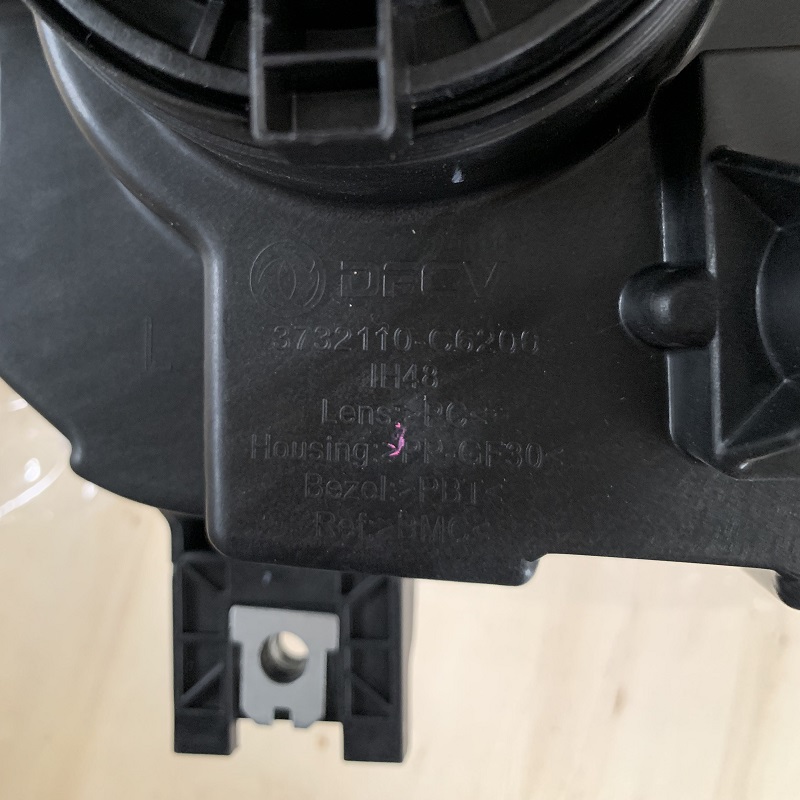 DFCV
3732110-C6206
IH48
Lens:>PC<
Housing:>PP-GF30<
Bezel:>PBT<
Ref:>BMC<